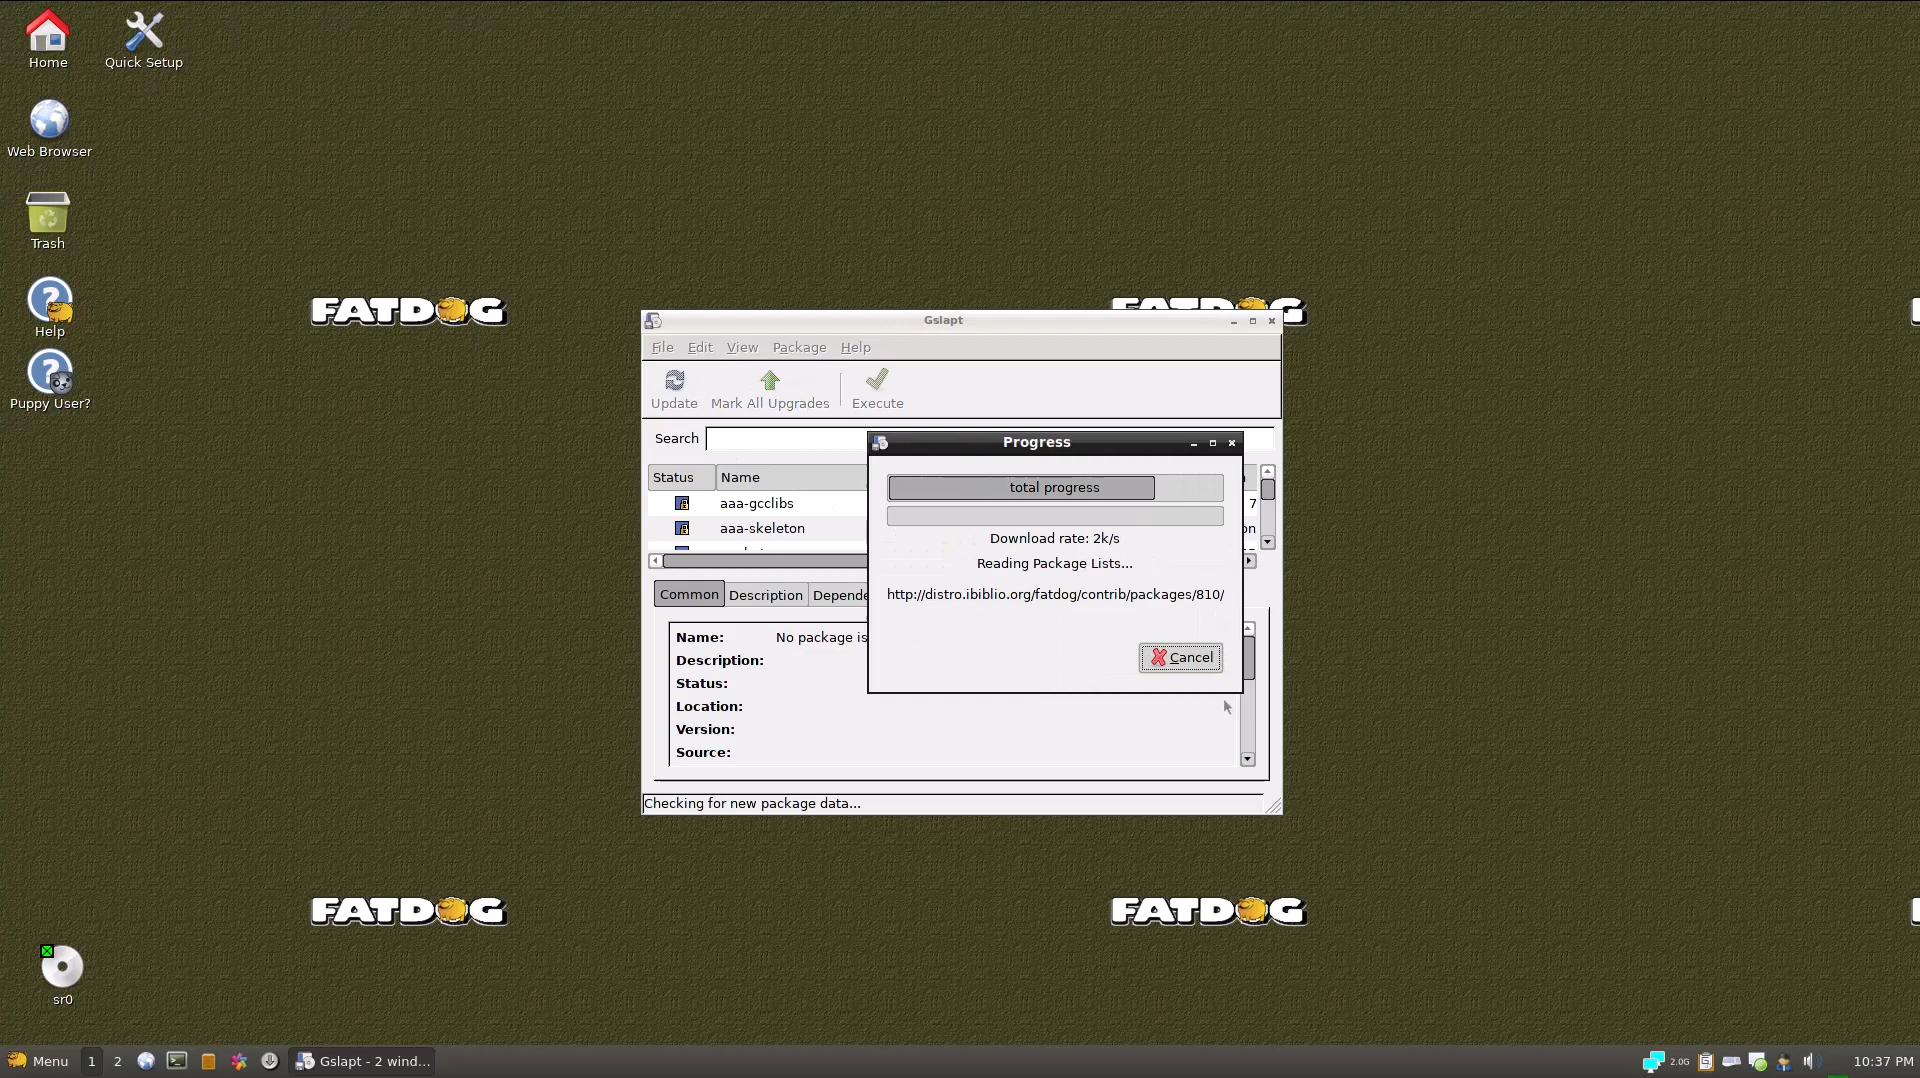 Home
Quick Setup
Web Browser
Trash
Help
Puppy User?
FATDOG
FATDOG
Gslapt
File Edit View Package Help
Update Mark All Upgrades Execute
Search
Progress
total progress
Status Name
aaa-gcclibs 7
aaa-skeleton on
Download rate: 2k/s
Reading Package Lists...
http://distro.ibiblio.org/fatdog/contrib/packages/810/
Cancel
Common Description Depende
Name: No package is
Description:
Status:
Location:
Version:
Source:
Checking for new package data...
FATDOG
FATDOG
sr0
Menu 1 2 Gslapt - 2 wind... 2.0G 10:37 PM